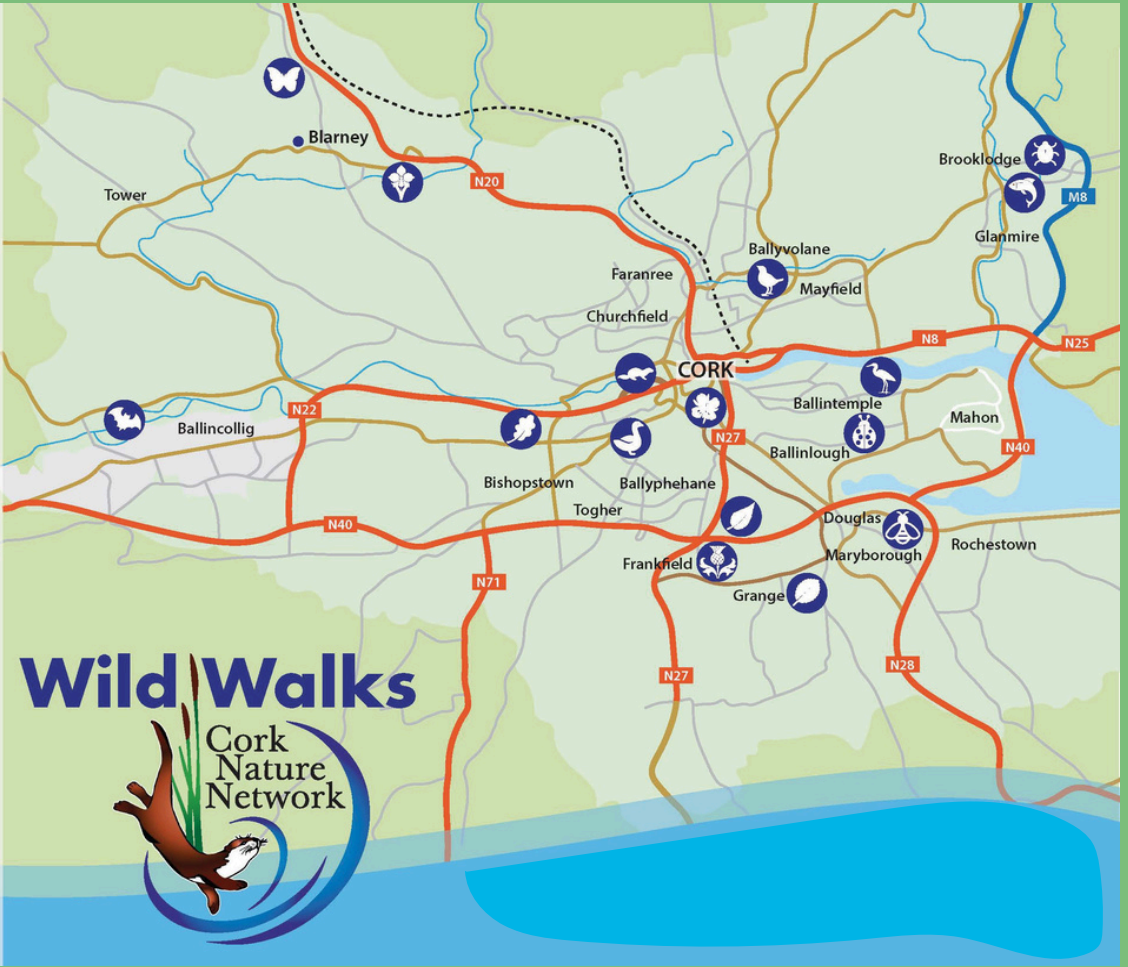 Blarney
Brooklodge
Tower
N20
M8
Glanmire
Ballyvolane
Faranree
Mayfield
Churchfield
N8
N25
CORK
N22
Ballintemple
Mahon
Ballincollig
N27
N40
Ballinlough
Bishopstown
Ballyphehane
Togher
Douglas
N40
Rochestown
Maryborough
Frankfield
N71
Grange
N28
N27
Wild Walks
Cork
Nature
Network